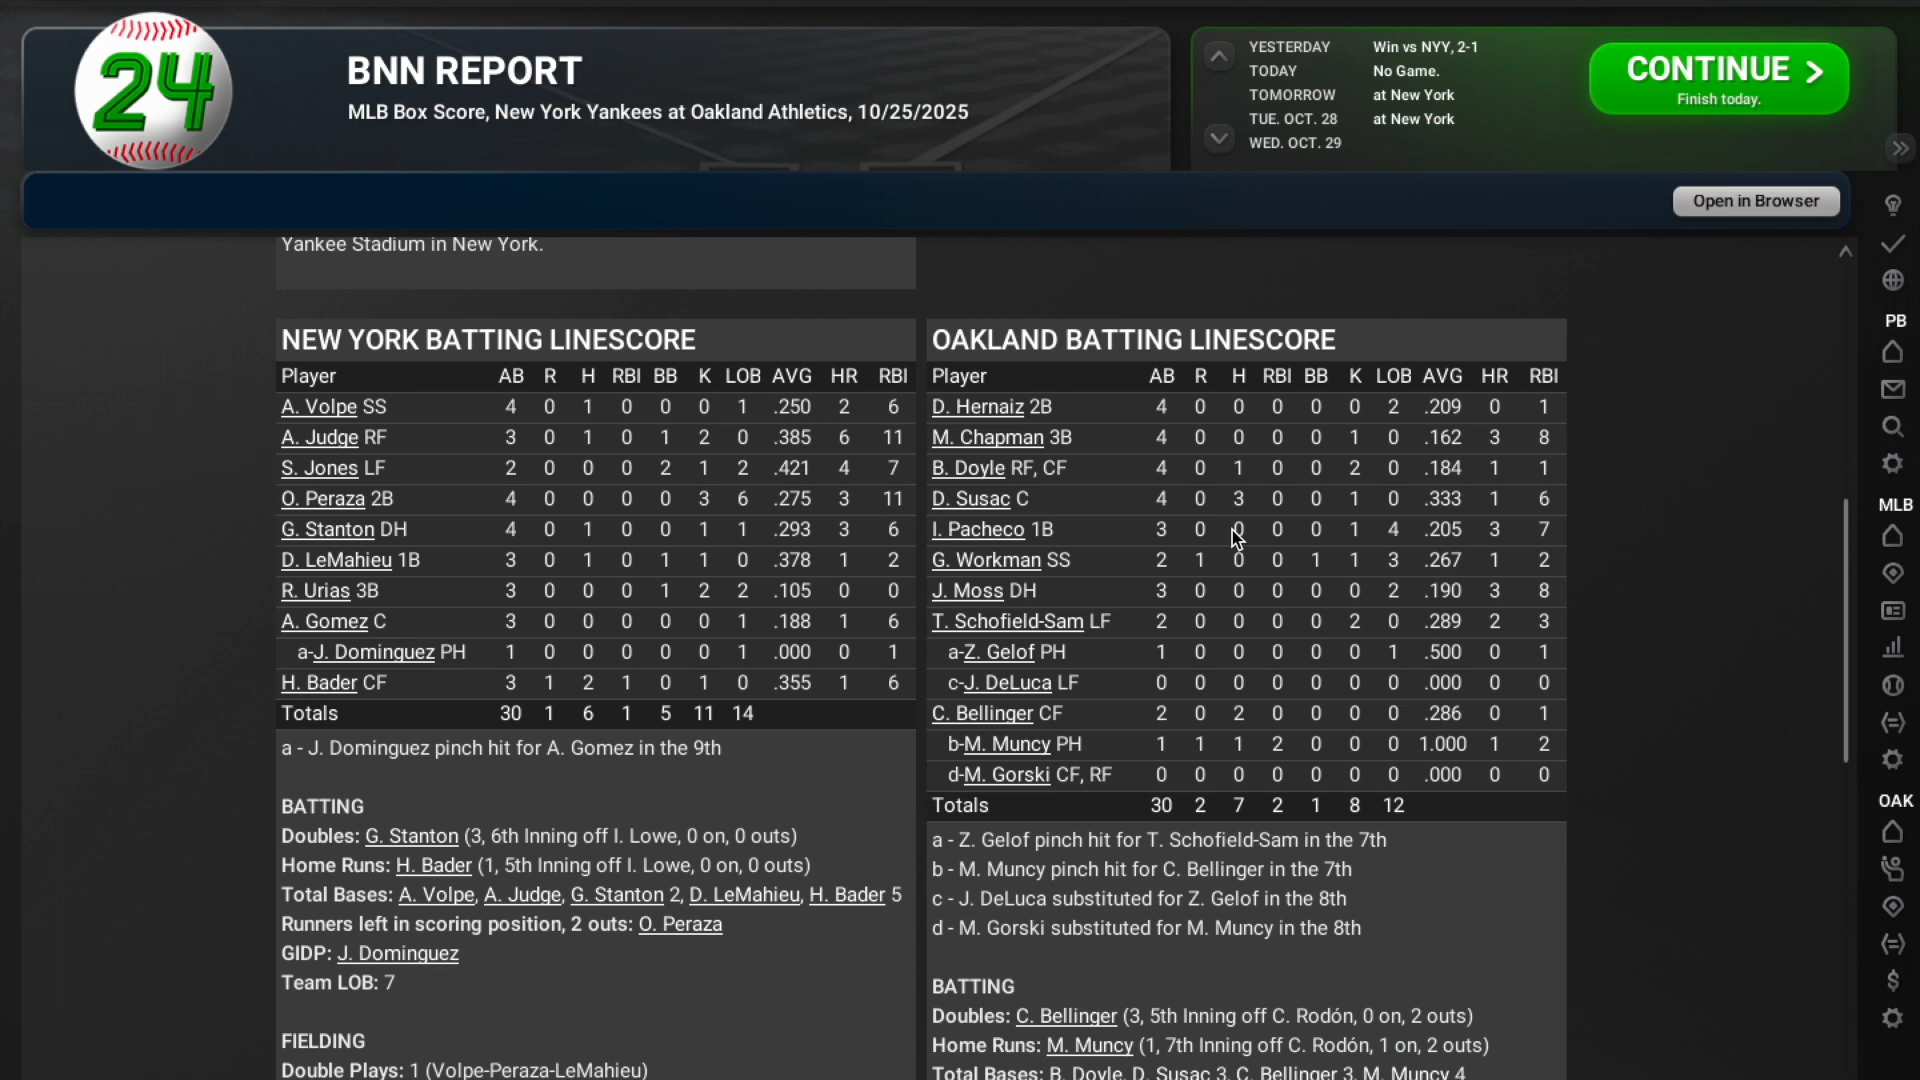 24
BNN REPORT
MLB Box Score, New York Yankees at Oakland Athletics, 10/25/2025
YESTERDAY Win vs NYY, 2-1
TODAY No Game.
TOMORROW at New York
TUE. OCT. 28 at New York
WED. OCT. 29
CONTINUE
Finish today.
Open in Browser
Yankee Stadium in New York.
NEW YORK BATTING LINESCORE
Player AB R H RBI BB K LOB AVG HR RBI
A. Volpe SS 4 0 1 0 0 0 1 .250 2 6
A. Judge RF 3 0 1 0 1 2 0 .385 6 11
S. Jones LF 2 0 0 0 2 1 2 .421 4 7
O. Peraza 2B 4 0 0 0 0 3 6 .275 3 11
G. Stanton DH 4 0 1 0 0 1 1 .293 3 6
D. LeMahieu 1B 3 0 1 0 1 1 0 .378 1 2
R. Urias 3B 3 0 0 0 1 2 2 .105 0 0
A. Gomez C 3 0 0 0 0 0 1 .188 1 6
a-J. Dominguez PH 1 0 0 0 0 0 1 .000 0 1
H. Bader CF 3 1 2 1 0 1 0 .355 1 6
Totals 30 1 6 1 5 11 14
a - J. Dominguez pinch hit for A. Gomez in the 9th
BATTING
Doubles: G. Stanton (3, 6th Inning off I. Lowe, 0 on, 0 outs)
Home Runs: H. Bader (1, 5th Inning off I. Lowe, 0 on, 0 outs)
Total Bases: A. Volpe, A. Judge, G. Stanton 2, D. LeMahieu, H. Bader 5
Runners left in scoring position, 2 outs: O. Peraza
GIDP: J. Dominguez
Team LOB: 7
FIELDING
Double Plays: 1 (Volpe-Peraza-LeMahieu)
OAKLAND BATTING LINESCORE
Player AB R H RBI BB K LOB AVG HR RBI
D. Hernaiz 2B 4 0 0 0 0 0 2 .209 0 1
M. Chapman 3B 4 0 0 0 0 1 0 .162 3 8
B. Doyle RF, CF 4 0 1 0 0 2 0 .184 1 1
D. Susac C 4 0 3 0 0 1 0 .333 1 6
I. Pacheco 1B 3 0 0 0 0 1 4 .205 3 7
G. Workman SS 2 1 0 0 1 1 3 .267 1 2
J. Moss DH 3 0 0 0 0 0 2 .190 3 8
T. Schofield-Sam LF 2 0 0 0 0 2 0 .289 2 3
a-Z. Gelof PH 1 0 0 0 0 0 1 .500 0 1
c-J. DeLuca LF 0 0 0 0 0 0 0 .000 0 0
C. Bellinger CF 2 0 2 0 0 0 0 .286 0 1
b-M. Muncy PH 1 1 1 2 0 0 0 1.000 1 2
d-M. Gorski CF, RF 0 0 0 0 0 0 0 .000 0 0
Totals 30 2 7 2 1 8 12
a - Z. Gelof pinch hit for T. Schofield-Sam in the 7th
b - M. Muncy pinch hit for C. Bellinger in the 7th
c - J. DeLuca substituted for Z. Gelof in the 8th
d - M. Gorski substituted for M. Muncy in the 8th
BATTING
Doubles: C. Bellinger (3, 5th Inning off C. Rodón, 0 on, 2 outs)
Home Runs: M. Muncy (1, 7th Inning off C. Rodón, 1 on, 2 outs)
Total Bases: B. Doyle, D. Susac 3, C. Bellinger 3, M. Muncy 4
PB
MLB
OAK